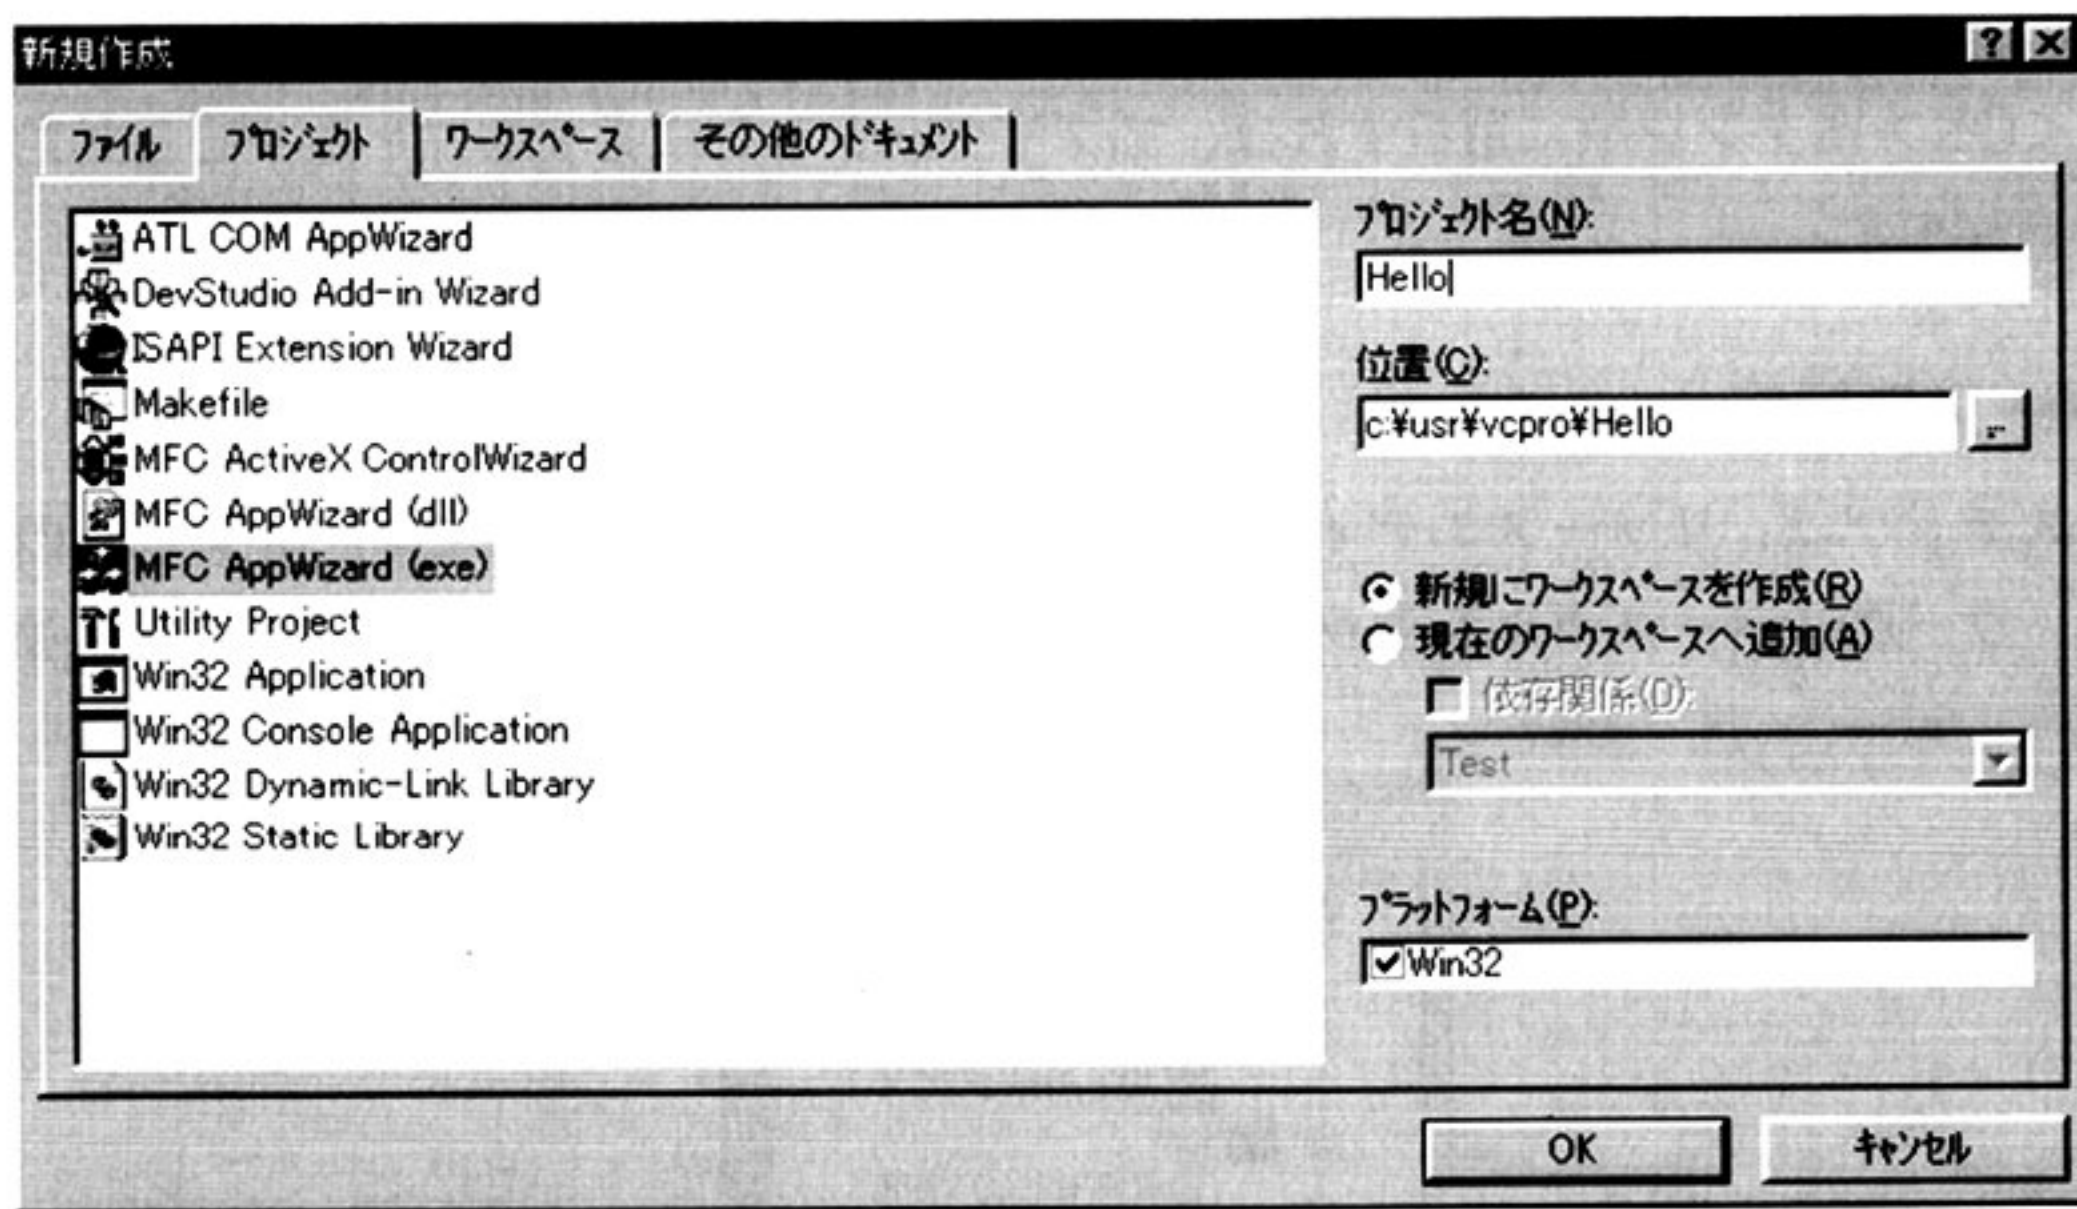 新規作成
ファイル プロジェクト ワークスペース その他のドキュメント
ATL COM AppWizard
DevStudio Add-in Wizard
ISAPI Extension Wizard
Makefile
MFC ActiveX ControlWizard
MFC AppWizard (dll)
MFC AppWizard (exe)
Utility Project
Win32 Application
Win32 Console Application
Win32 Dynamic-Link Library
Win32 Static Library
プロジェクト名(N):
Hello
位置(C):
c:¥usr¥vcpro¥Hello
...
新規にワークスペースを作成(R)
現在のワークスペースへ追加(A)
依存関係(D):
Test
プラットフォーム(P):
Win32
OK キャンセル